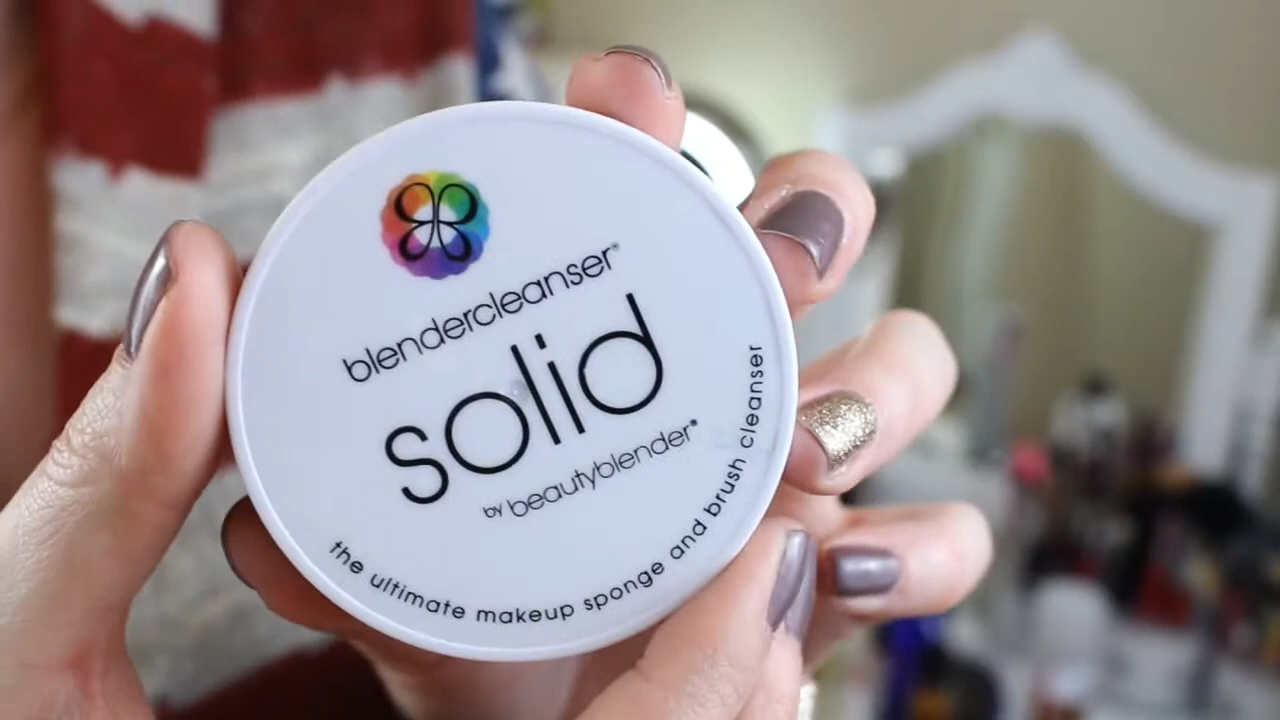 blendercleanser®
solid
by beautyblender®
the ultimate makeup sponge and brush cleanser